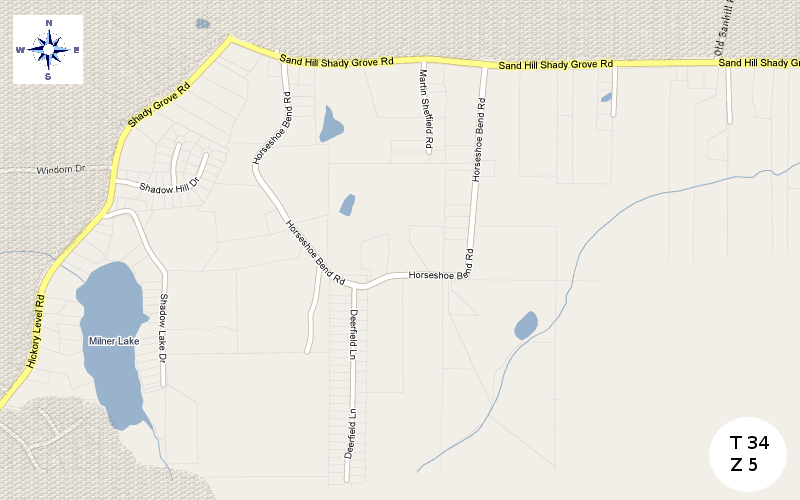 N
W E
S
Old Sanhill
Sand Hill Shady Grove Rd
Sand Hill Shady Grove Rd
Sand Hill Shady Gr
Shady Grove Rd
Martin Sheffield Rd
Horseshoe Bend Rd
Horseshoe Bend Rd
Windom Dr
Shadow Hill Dr
Horseshoe Bend Rd
Horseshoe Bend Rd
Hickory Level Rd
Shadow Lake Dr
Milner Lake
Deerfield Ln
Deerfield Ln
T 34
Z 5